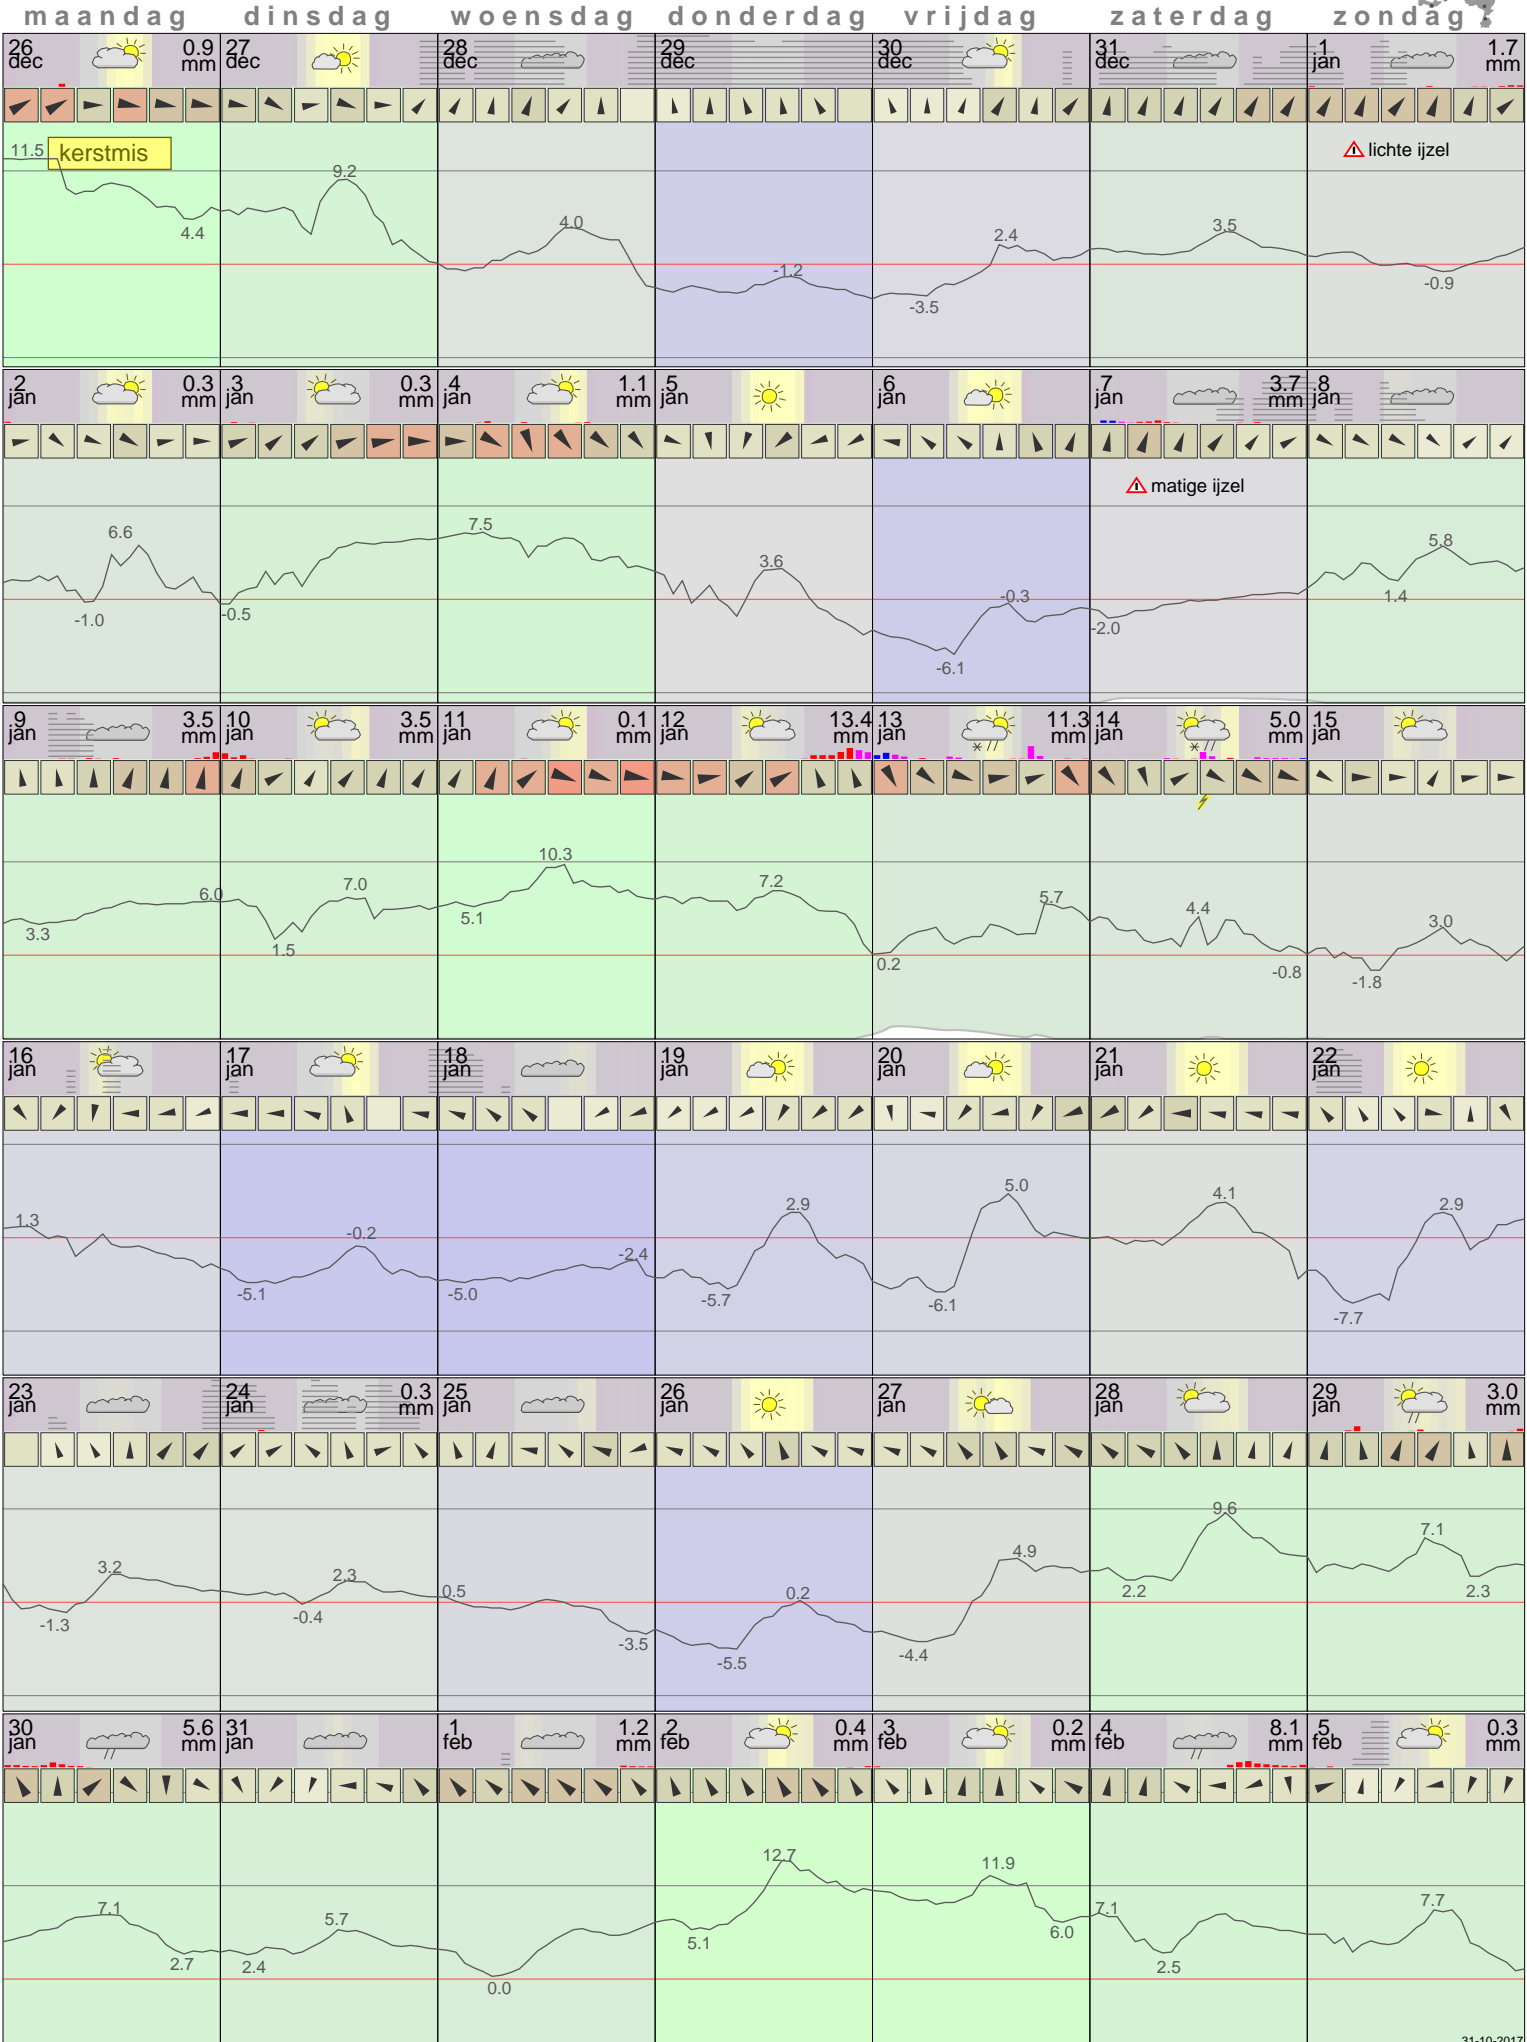 maandag dinsdag woensdag donderdag vrijdag zaterdag zondag
26 dec 0.9 mm 27 dec 28 dec 29 dec 30 dec 31 dec 1 jan 1.7 mm
kerstmis
lichte ijzel
11.5 4.4 9.2 4.0 -1.2 -3.5 2.4 3.5 -0.9
2 jan 0.3 mm 3 jan 0.3 mm 4 jan 1.1 mm 5 jan 6 jan 7 jan 3.7 mm 8 jan
matige ijzel
-1.0 6.6 -0.5 7.5 3.6 -6.1 -0.3 -2.0 1.4 5.8
9 jan 3.5 mm 10 jan 3.5 mm 11 jan 0.1 mm 12 jan 13.4 mm 13 jan 11.3 mm 14 jan 5.0 mm 15 jan
3.3 6.0 1.5 7.0 5.1 10.3 7.2 0.2 5.7 4.4 -0.8 -1.8 3.0
16 jan 17 jan 18 jan 19 jan 20 jan 21 jan 22 jan
1.3 -5.1 -0.2 -5.0 -2.4 -5.7 2.9 -6.1 5.0 4.1 -7.7 2.9
23 jan 24 jan 0.3 mm 25 jan 26 jan 27 jan 28 jan 29 jan 3.0 mm
-1.3 3.2 -0.4 2.3 0.5 -3.5 -5.5 0.2 -4.4 4.9 2.2 9.6 7.1 2.3
30 jan 5.6 mm 31 jan 1 feb 1.2 mm 2 feb 0.4 mm 3 feb 0.2 mm 4 feb 8.1 mm 5 feb 0.3 mm
7.1 2.7 2.4 5.7 0.0 5.1 12.7 11.9 6.0 7.1 2.5 7.7
31-10-2017